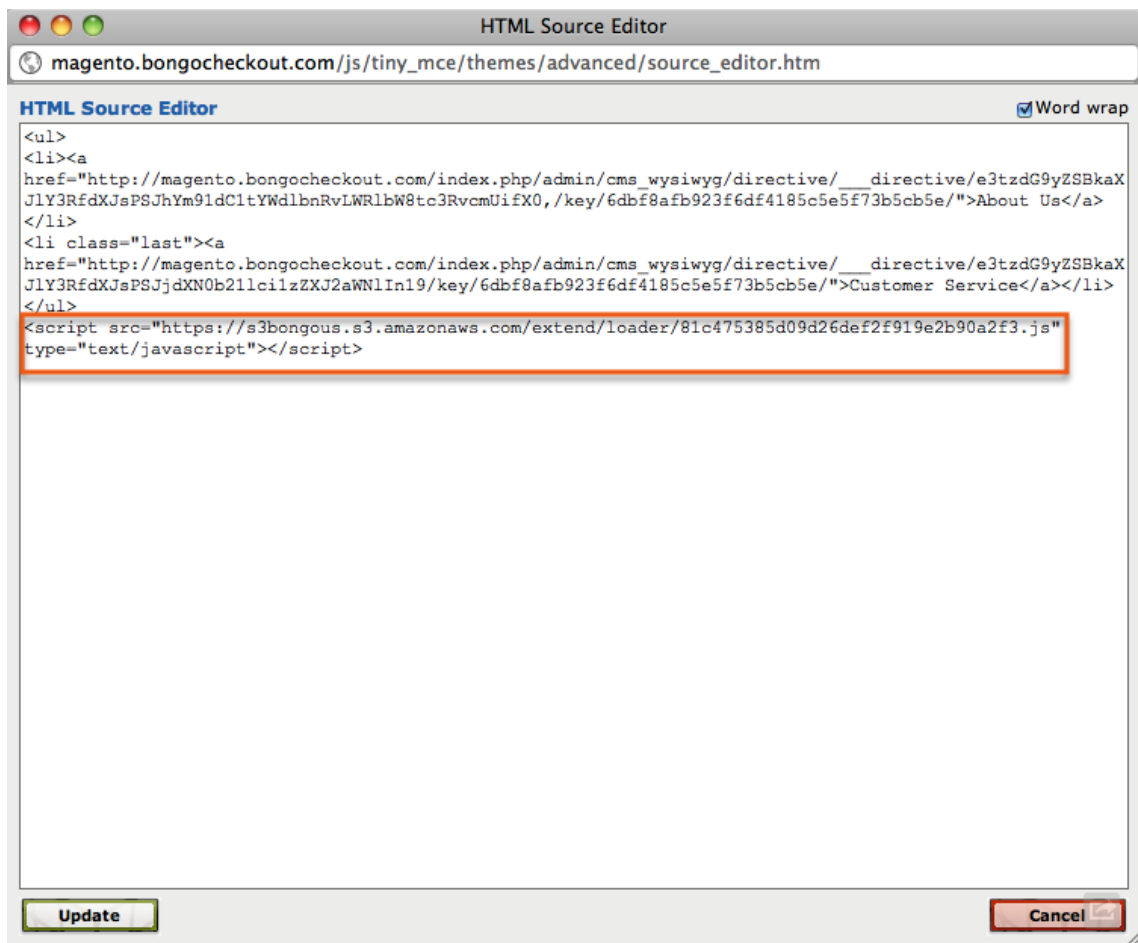 HTML Source Editor
magento.bongocheckout.com/js/tiny_mce/themes/advanced/source_editor.htm
HTML Source Editor
Word wrap
<ul>
<li><a
href="http://magento.bongocheckout.com/index.php/admin/cms_wysiwyg/directive/___directive/e3tzdG9yZSBkaX
JlY3RfdXJsPSJhYm91dC1tYWdlbnRvLWRlbW8tc3RvcmUifX0,/key/6dbf8afb923f6df4185c5e5f73b5cb5e/">About Us</a>
</li>
<li class="last"><a
href="http://magento.bongocheckout.com/index.php/admin/cms_wysiwyg/directive/___directive/e3tzdG9yZSBkaX
JlY3RfdXJsPSJjdXN0b21lci1zZXJ2aWNlIn19/key/6dbf8afb923f6df4185c5e5f73b5cb5e/">Customer Service</a></li>
</ul>
<script src="https://s3bongous.s3.amazonaws.com/extend/loader/81c475385d09d26def2f919e2b90a2f3.js"
type="text/javascript"></script>
Update
Cancel